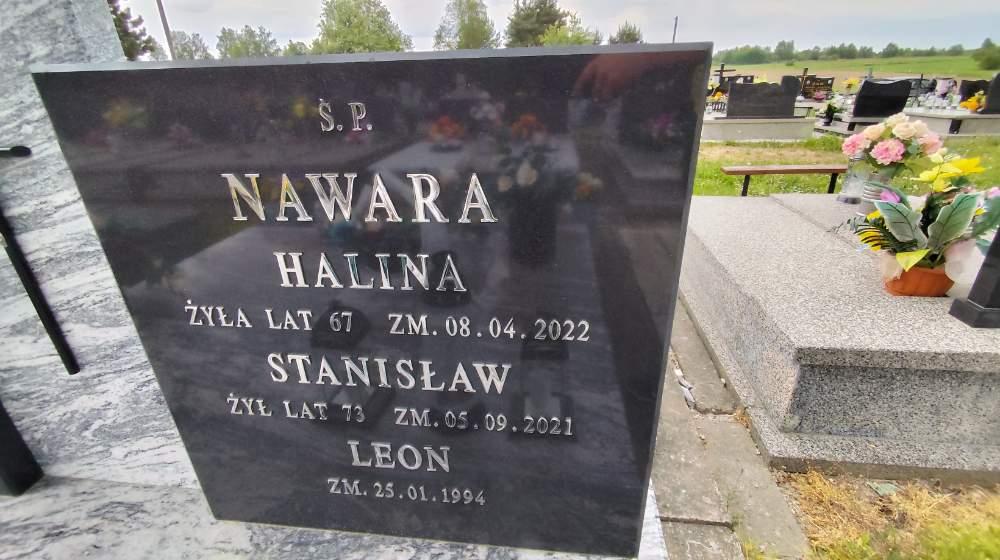 Ś. P.
NAWARA
HALINA
ŻYŁA LAT 67 ZM. 08.04.2022
STANISŁAW
ŻYŁ LAT 73 ZM. 05.09.2021
LEON
ZM. 25.01.1994